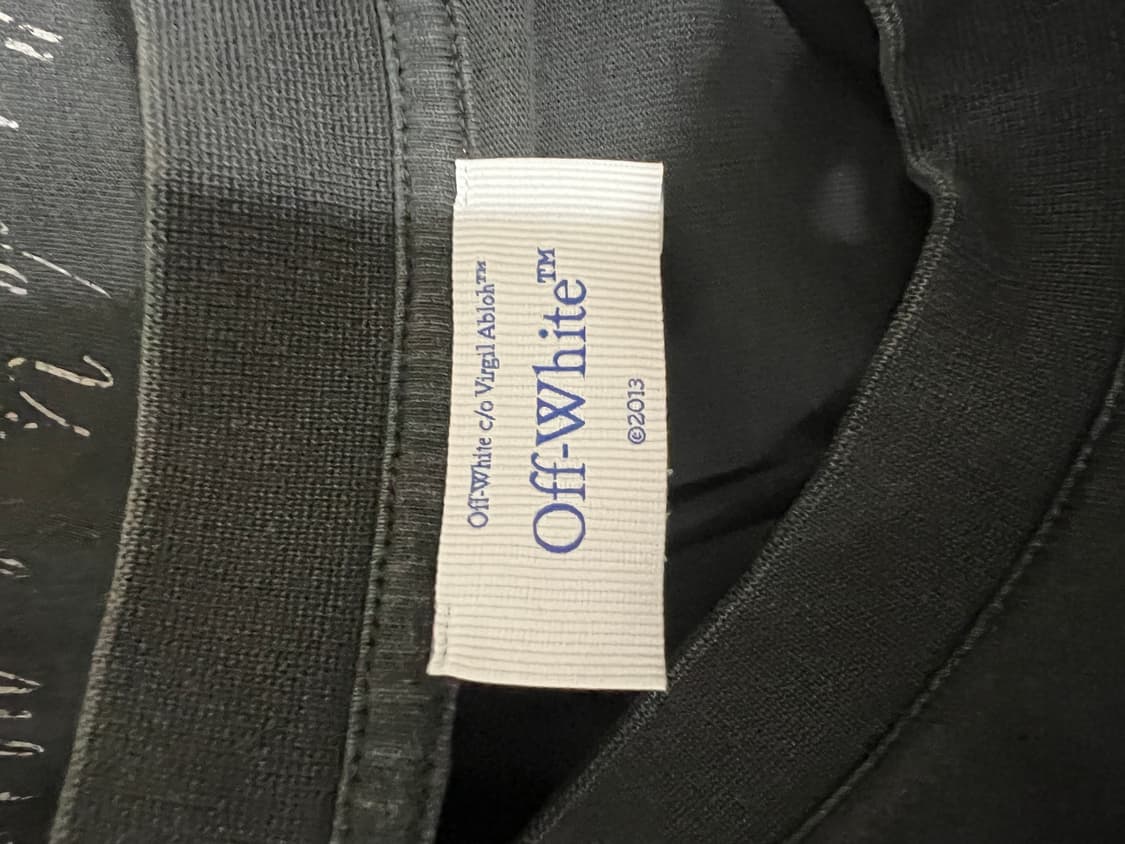 Off-White c/o Virgil Abloh™
Off-White™
©2013